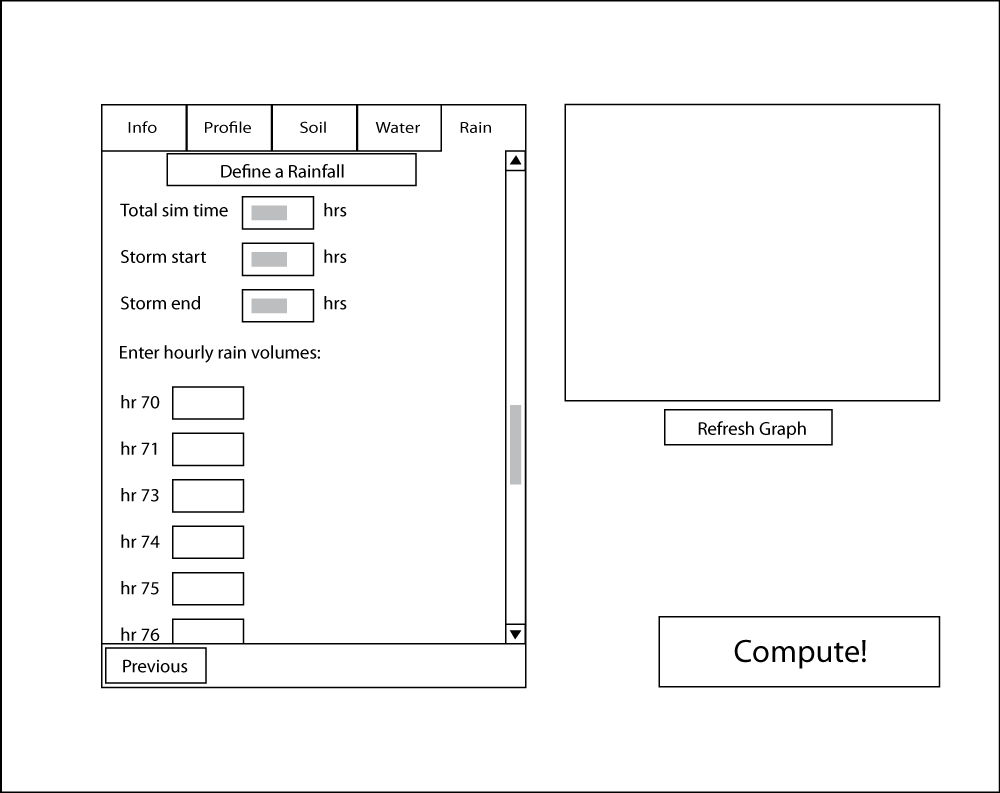 Info Profile Soil Water Rain
Define a Rainfall
Total sim time hrs
Storm start hrs
Storm end hrs
Enter hourly rain volumes:
hr 70
hr 71
hr 73
hr 74
hr 75
hr 76
Previous
Refresh Graph
Compute!